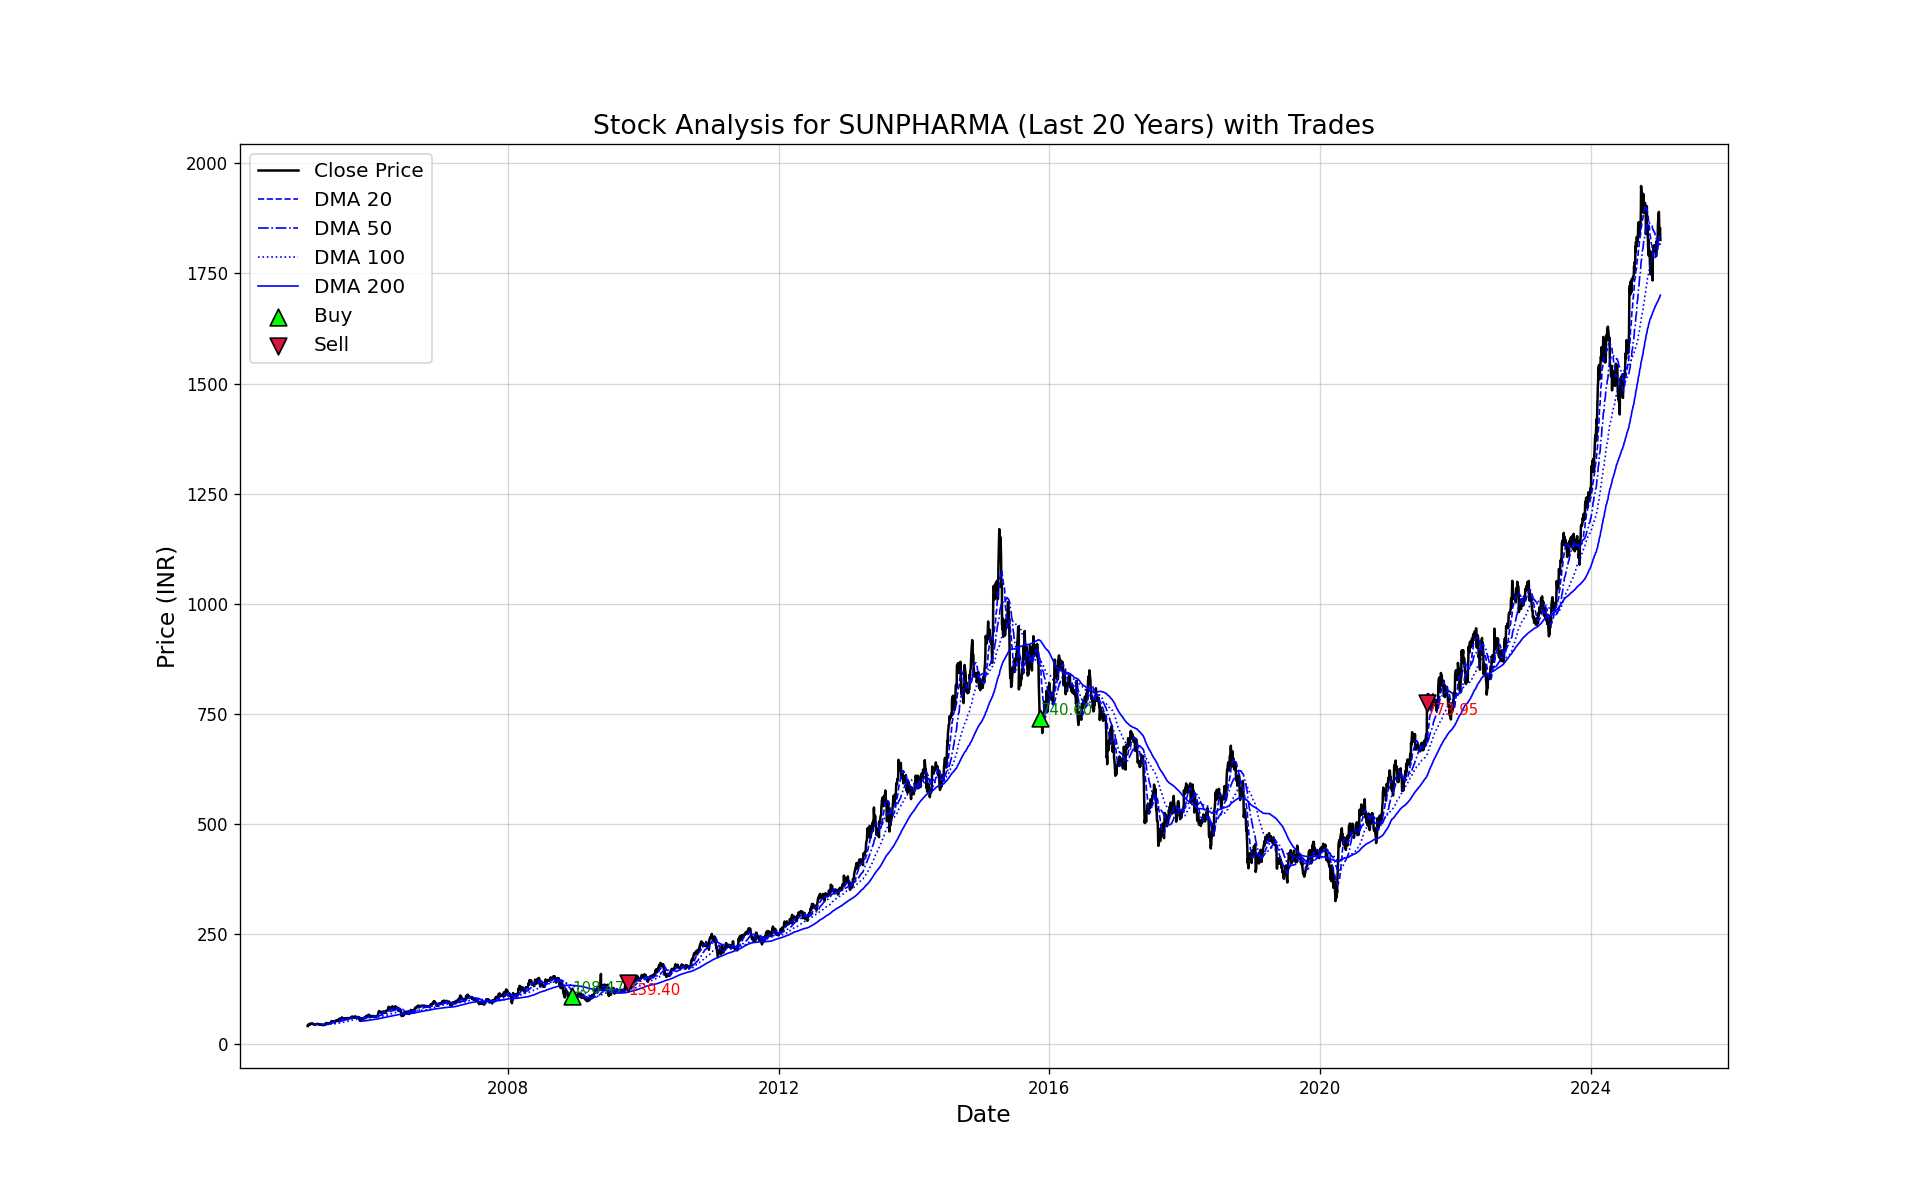 Stock Analysis for SUNPHARMA (Last 20 Years) with Trades
Close Price
DMA 20
DMA 50
DMA 100
DMA 200
Buy
Sell
Price (INR)
2000
1750
1500
1250
1000
750
500
250
0
139.40
2008
2012
2016
2020
2024
Date